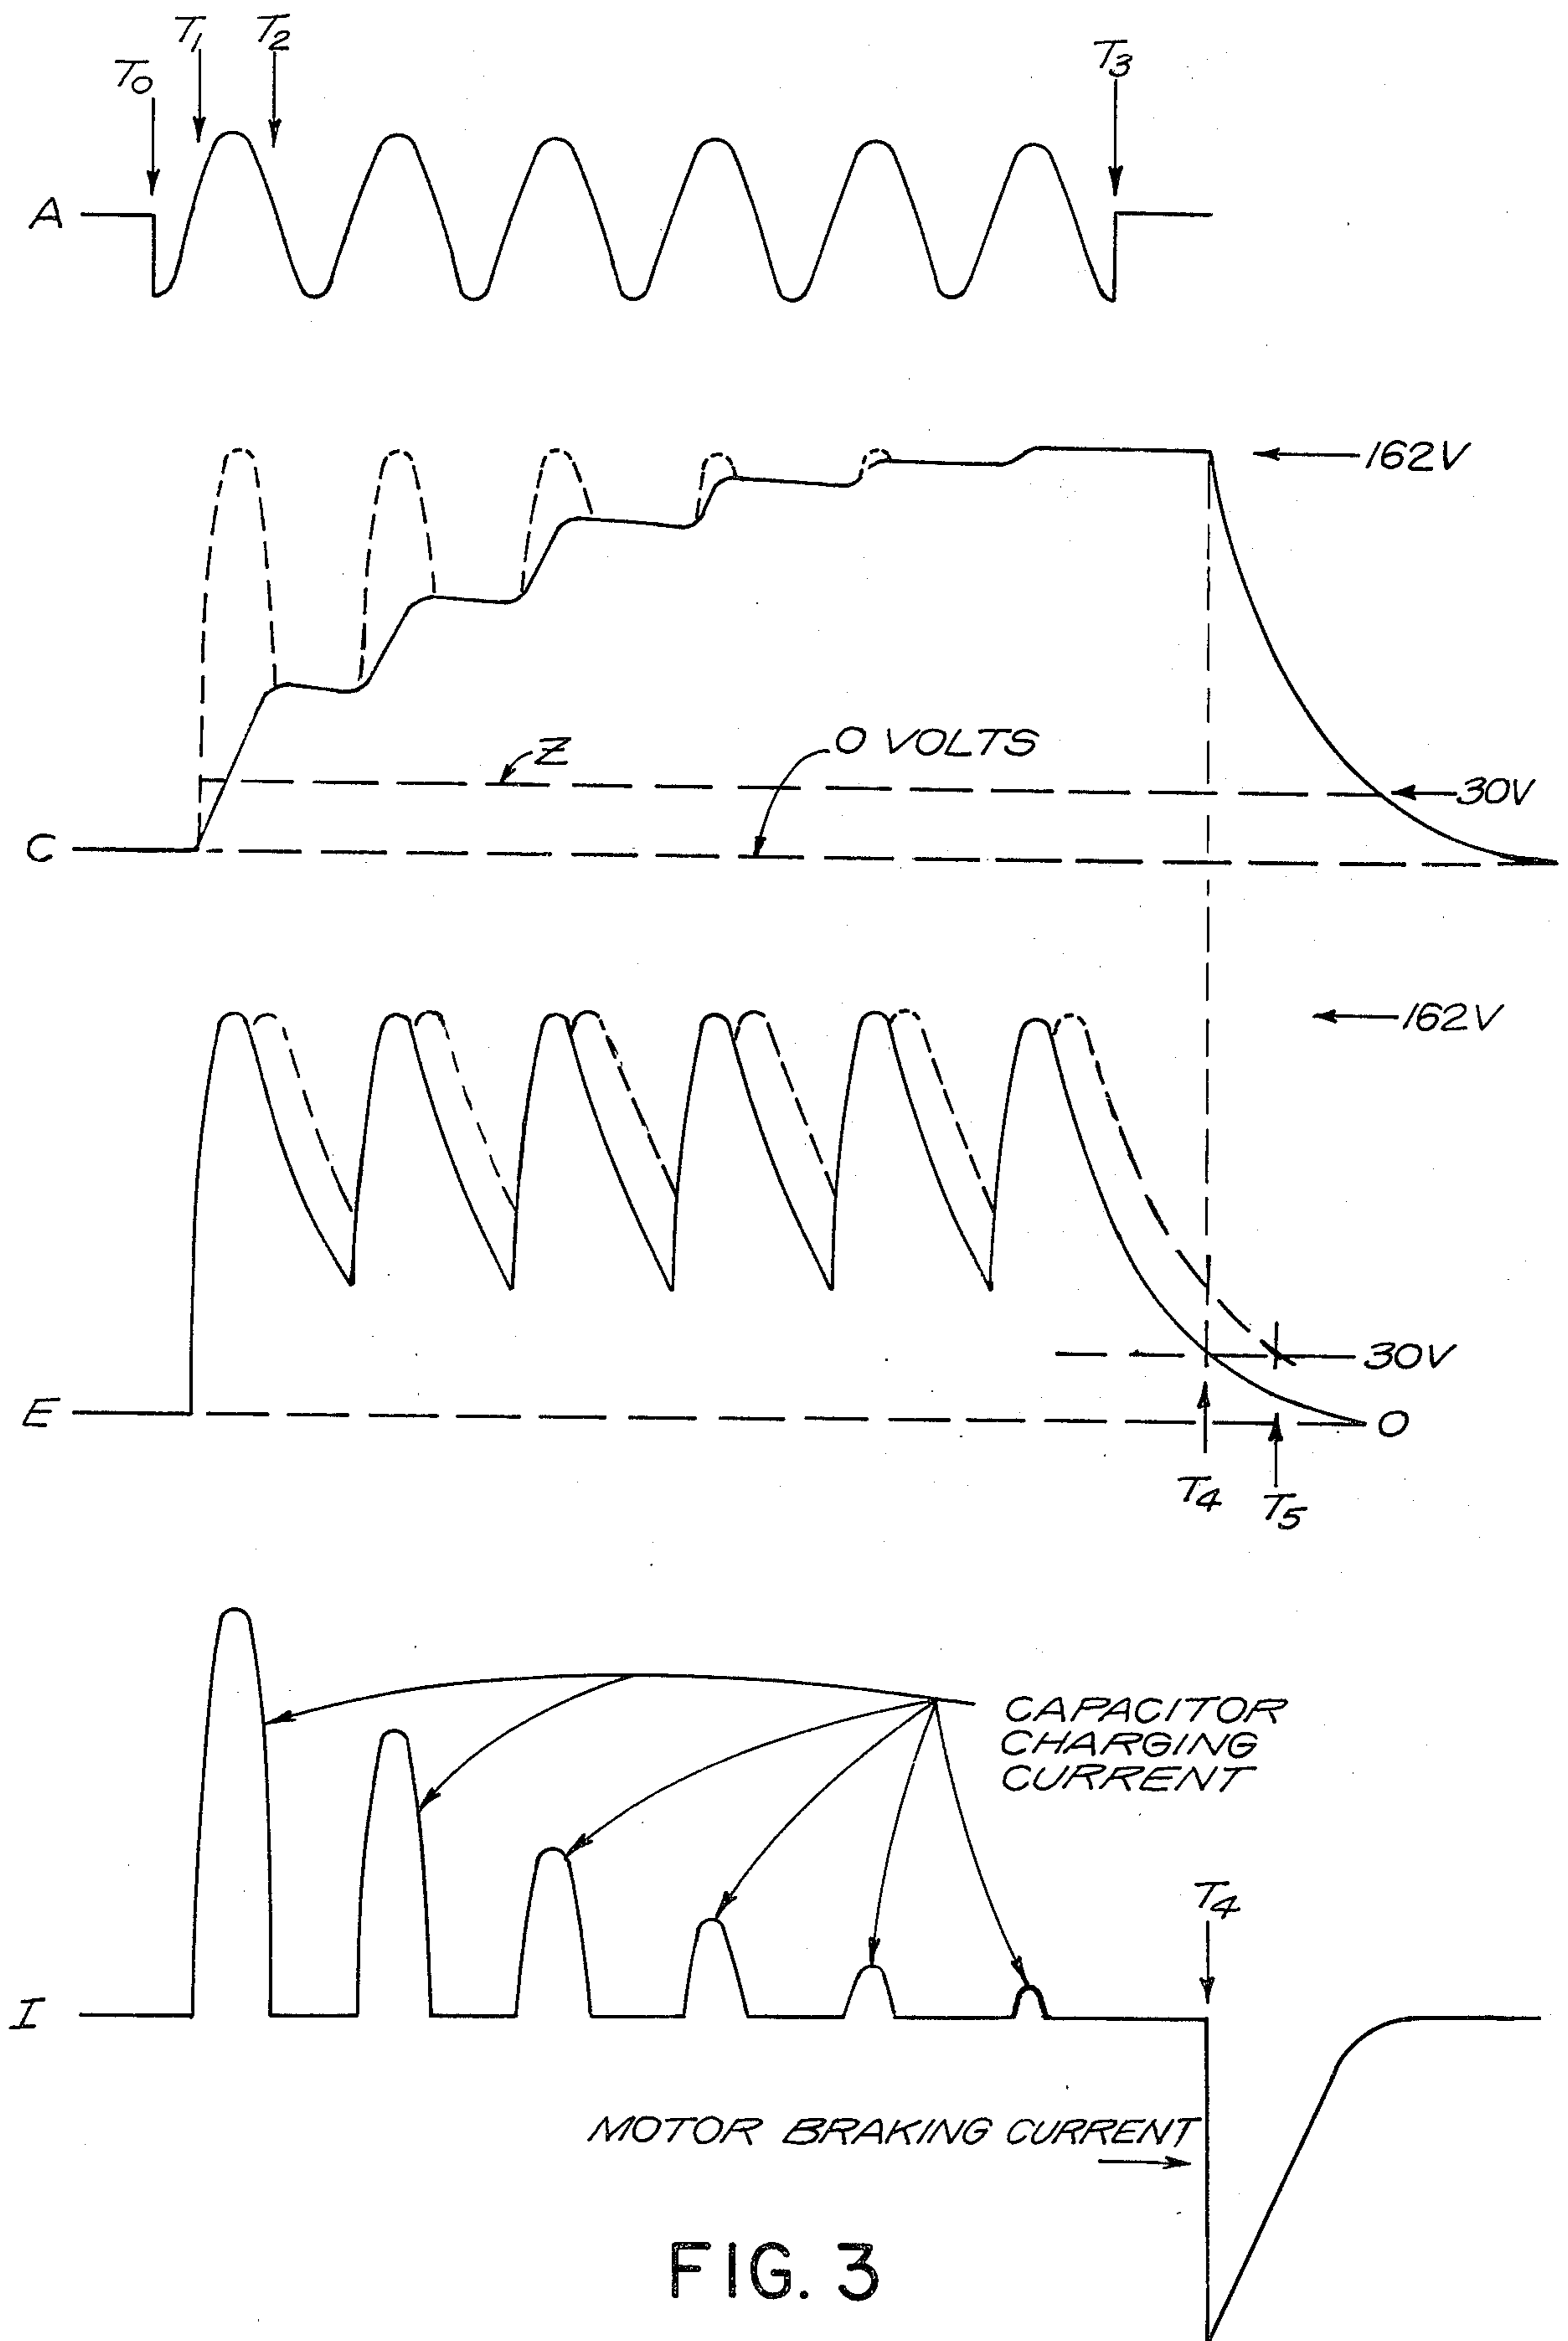 T0
T1
T2
T3
A
162V
Z
0 VOLTS
30V
C
162V
30V
E
0
T4
T5
CAPACITOR
CHARGING
CURRENT
T4
I
MOTOR BRAKING CURRENT
FIG. 3